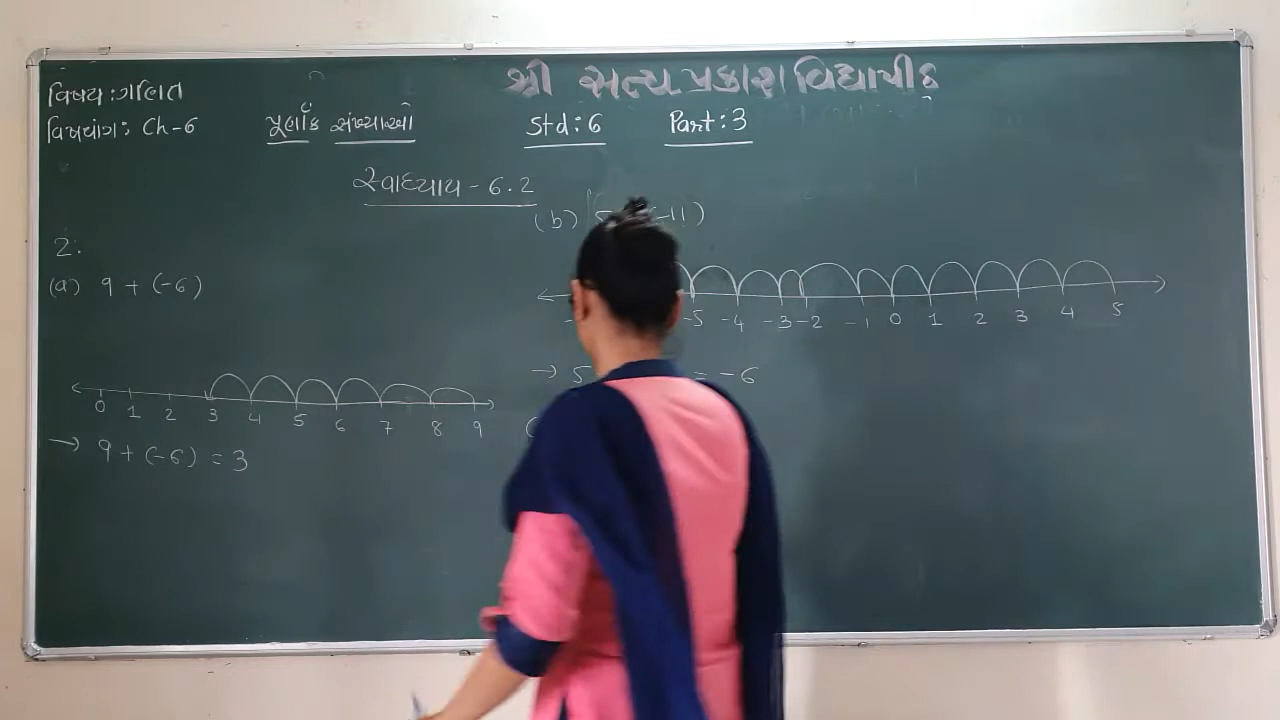 શ્રી સત્ય પ્રકાશ વિદ્યાપીઠ
વિષય: ગણિત
વિષયાંગ: Ch-6 પૂર્ણાંક સંખ્યાઓ Std: 6 Part: 3
સ્વાધ્યાય - 6.2
2:
(a) 9 + (-6)
0 1 2 3 4 5 6 7 8 9
→ 9 + (-6) = 3
(b) -11)
-5 -4 -3 -2 -1 0 1 2 3 4 5
→ 5 = -6